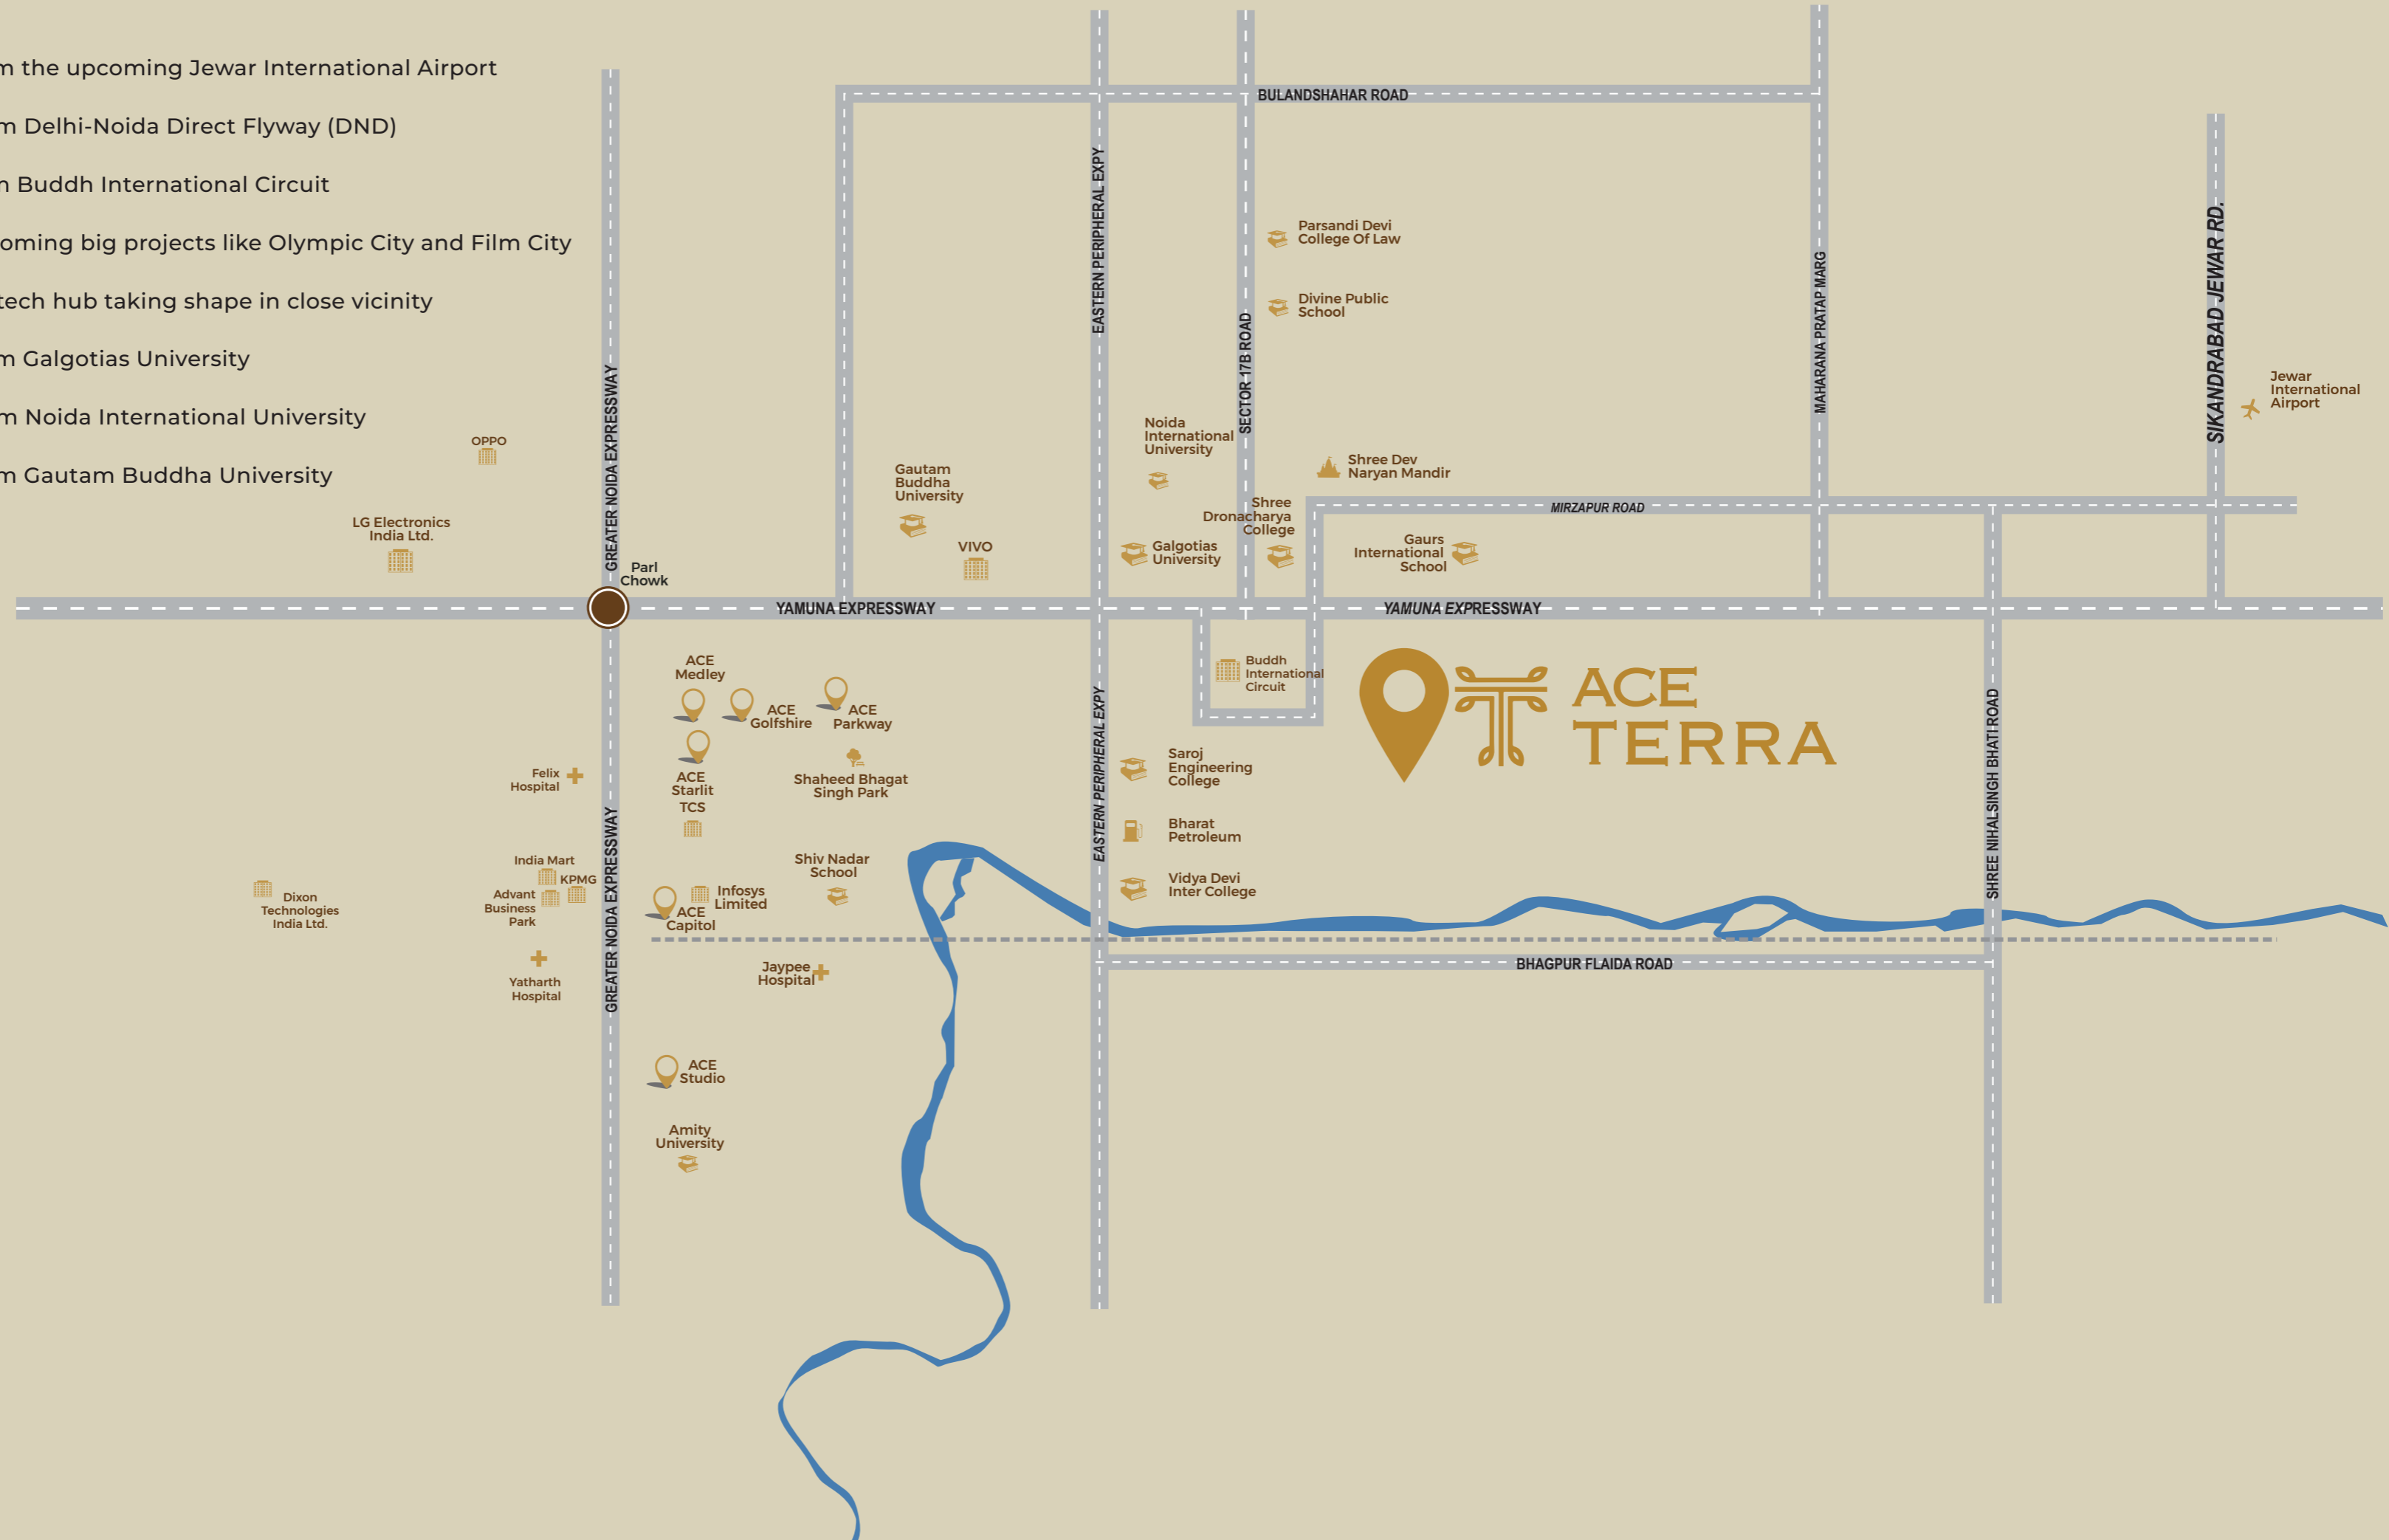 m the upcoming Jewar International Airport
m Delhi-Noida Direct Flyway (DND)
m Buddh International Circuit
oming big projects like Olympic City and Film City
tech hub taking shape in close vicinity
m Galgotias University
m Noida International University
m Gautam Buddha University
BULANDSHAHAR ROAD
EASTERN PERIPHERAL EXPY
SECTOR 17B ROAD
MAHARANA PRATAP MARG
SIKANDRABAD JEWAR RD.
GREATER NOIDA EXPRESSWAY
Parsandi Devi
College Of Law
Divine Public
School
Jewar
International
Airport
OPPO
LG Electronics
India Ltd.
Gautam
Buddha
University
VIVO
Noida
International
University
Shree Dev
Naryan Mandir
Shree
Dronacharya
College
MIRZAPUR ROAD
Galgotias
University
Gaurs
International
School
Parl
Chowk
YAMUNA EXPRESSWAY
YAMUNA EXPRESSWAY
ACE
Medley
ACE
Golfshire
ACE
Parkway
Buddh
International
Circuit
ACE
TERRA
EASTERN PERIPHERAL EXPY
SHREE NIHALSINGH BHATI ROAD
GREATER NOIDA EXPRESSWAY
Felix
Hospital
ACE
Starlit
TCS
Shaheed Bhagat
Singh Park
Saroj
Engineering
College
Bharat
Petroleum
Vidya Devi
Inter College
India Mart
KPMG
Advant
Business
Park
Dixon
Technologies
India Ltd.
Shiv Nadar
School
Infosys
Limited
ACE
Capitol
Yatharth
Hospital
Jaypee
Hospital
BHAGPUR FLAIDA ROAD
ACE
Studio
Amity
University